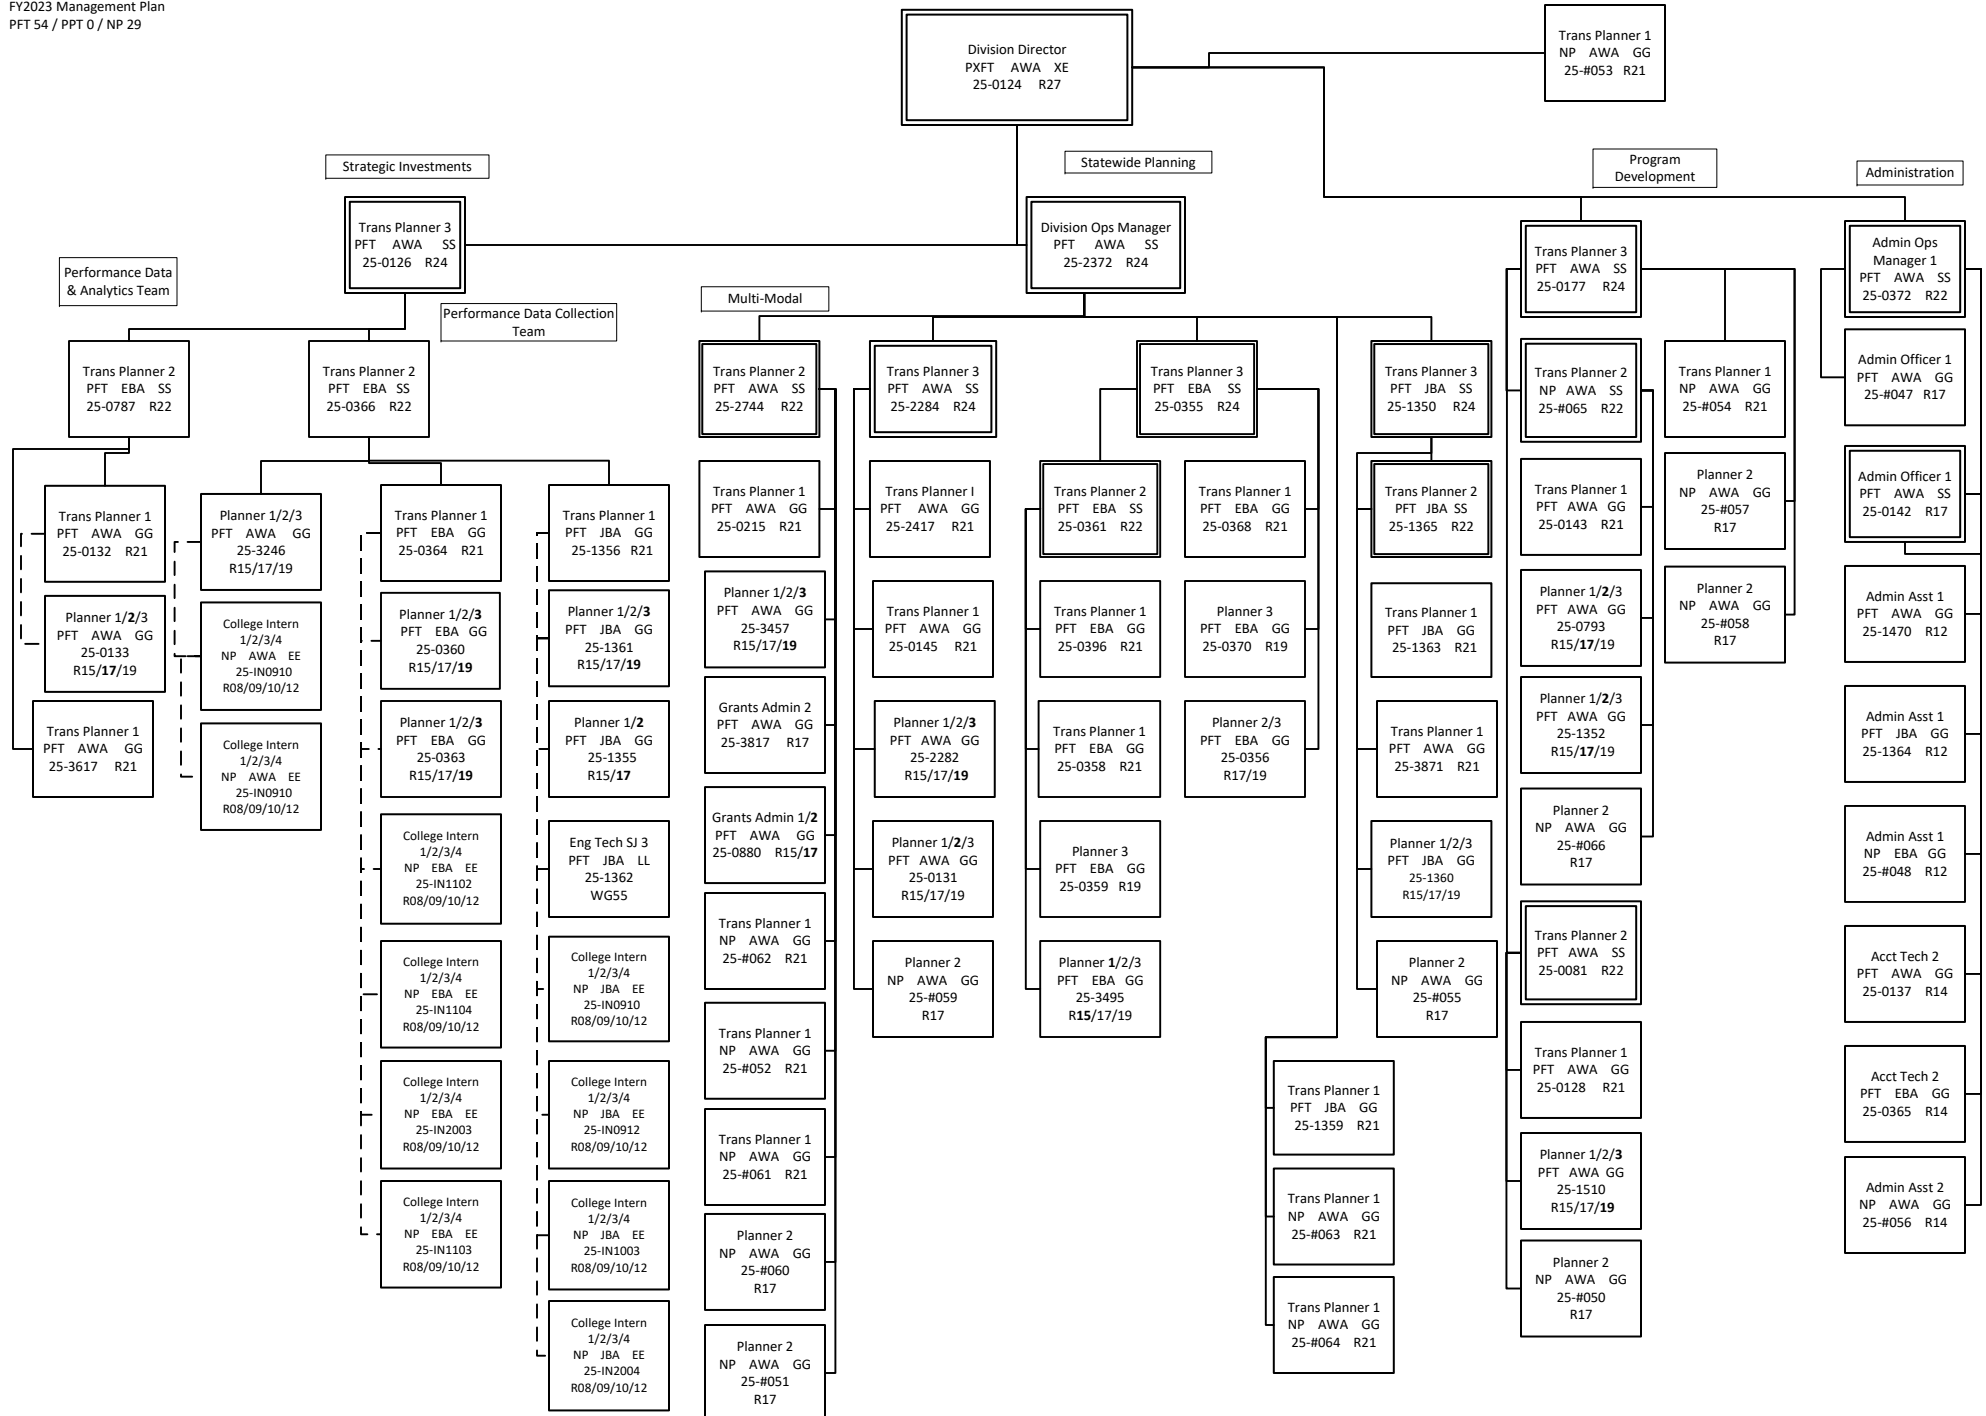 FY2023 Management Plan
PFT 54 / PPT 0 / NP 29
Division Director
PXFT AWA XE
25-0124 R27
Trans Planner 1
NP AWA GG
25-#053 R21
Strategic Investments
Statewide Planning
Program
Development
Administration
Trans Planner 3
PFT AWA SS
25-0126 R24
Division Ops Manager
PFT AWA SS
25-2372 R24
Trans Planner 3
PFT AWA SS
25-0177 R24
Admin Ops
Manager 1
PFT AWA SS
25-0372 R22
Performance Data
& Analytics Team
Performance Data Collection
Team
Multi-Modal
Trans Planner 2
PFT EBA SS
25-0787 R22
Trans Planner 2
PFT EBA SS
25-0366 R22
Trans Planner 1
PFT AWA GG
25-0132 R21
Planner 1/2/3
PFT AWA GG
25-0133
R15/17/19
Trans Planner 1
PFT AWA GG
25-3617 R21
Planner 1/2/3
PFT AWA GG
25-3246
R15/17/19
College Intern
1/2/3/4
NP AWA EE
25-IN0910
R08/09/10/12
College Intern
1/2/3/4
NP AWA EE
25-IN0910
R08/09/10/12
Trans Planner 1
PFT EBA GG
25-0364 R21
Planner 1/2/3
PFT EBA GG
25-0360
R15/17/19
Planner 1/2/3
PFT EBA GG
25-0363
R15/17/19
College Intern
1/2/3/4
NP EBA EE
25-IN1102
R08/09/10/12
College Intern
1/2/3/4
NP EBA EE
25-IN1104
R08/09/10/12
College Intern
1/2/3/4
NP EBA EE
25-IN2003
R08/09/10/12
College Intern
1/2/3/4
NP EBA EE
25-IN1103
R08/09/10/12
Trans Planner 1
PFT JBA GG
25-1356 R21
Planner 1/2/3
PFT JBA GG
25-1361
R15/17/19
Planner 1/2
PFT JBA GG
25-1355
R15/17
Eng Tech SJ 3
PFT JBA LL
25-1362
WG55
College Intern
1/2/3/4
NP JBA EE
25-IN0910
R08/09/10/12
College Intern
1/2/3/4
NP JBA EE
25-IN0912
R08/09/10/12
College Intern
1/2/3/4
NP JBA EE
25-IN1003
R08/09/10/12
College Intern
1/2/3/4
NP JBA EE
25-IN2004
R08/09/10/12
Trans Planner 2
PFT AWA SS
25-2744 R22
Trans Planner 1
PFT AWA GG
25-0215 R21
Planner 1/2/3
PFT AWA GG
25-3457
R15/17/19
Grants Admin 2
PFT AWA GG
25-3817 R17
Grants Admin 1/2
PFT AWA GG
25-0880 R15/17
Trans Planner 1
NP AWA GG
25-#062 R21
Trans Planner 1
NP AWA GG
25-#052 R21
Trans Planner 1
NP AWA GG
25-#061 R21
Planner 2
NP AWA GG
25-#060
R17
Planner 2
NP AWA GG
25-#051
R17
Trans Planner 3
PFT AWA SS
25-2284 R24
Trans Planner I
PFT AWA GG
25-2417 R21
Trans Planner 1
PFT AWA GG
25-0145 R21
Planner 1/2/3
PFT AWA GG
25-2282
R15/17/19
Planner 1/2/3
PFT AWA GG
25-0131
R15/17/19
Planner 2
NP AWA GG
25-#059
R17
Trans Planner 3
PFT EBA SS
25-0355 R24
Trans Planner 2
PFT EBA SS
25-0361 R22
Trans Planner 1
PFT EBA GG
25-0396 R21
Trans Planner 1
PFT EBA GG
25-0358 R21
Planner 3
PFT EBA GG
25-0359 R19
Planner 1/2/3
PFT EBA GG
25-3495
R15/17/19
Trans Planner 1
PFT EBA GG
25-0368 R21
Planner 3
PFT EBA GG
25-0370 R19
Planner 2/3
PFT EBA GG
25-0356
R17/19
Trans Planner 3
PFT JBA SS
25-1350 R24
Trans Planner 2
PFT JBA SS
25-1365 R22
Trans Planner 1
PFT JBA GG
25-1363 R21
Trans Planner 1
PFT AWA GG
25-3871 R21
Planner 1/2/3
PFT JBA GG
25-1360
R15/17/19
Planner 2
NP AWA GG
25-#055
R17
Trans Planner 1
PFT JBA GG
25-1359 R21
Trans Planner 1
NP AWA GG
25-#063 R21
Trans Planner 1
NP AWA GG
25-#064 R21
Trans Planner 2
NP AWA SS
25-#065 R22
Trans Planner 1
PFT AWA GG
25-0143 R21
Planner 1/2/3
PFT AWA GG
25-0793
R15/17/19
Planner 1/2/3
PFT AWA GG
25-1352
R15/17/19
Planner 2
NP AWA GG
25-#066
R17
Trans Planner 2
PFT AWA SS
25-0081 R22
Trans Planner 1
PFT AWA GG
25-0128 R21
Planner 1/2/3
PFT AWA GG
25-1510
R15/17/19
Planner 2
NP AWA GG
25-#050
R17
Trans Planner 1
NP AWA GG
25-#054 R21
Planner 2
NP AWA GG
25-#057
R17
Planner 2
NP AWA GG
25-#058
R17
Admin Officer 1
PFT AWA GG
25-#047 R17
Admin Officer 1
PFT AWA SS
25-0142 R17
Admin Asst 1
PFT AWA GG
25-1470 R12
Admin Asst 1
PFT JBA GG
25-1364 R12
Admin Asst 1
NP EBA GG
25-#048 R12
Acct Tech 2
PFT AWA GG
25-0137 R14
Acct Tech 2
PFT EBA GG
25-0365 R14
Admin Asst 2
NP AWA GG
25-#056 R14